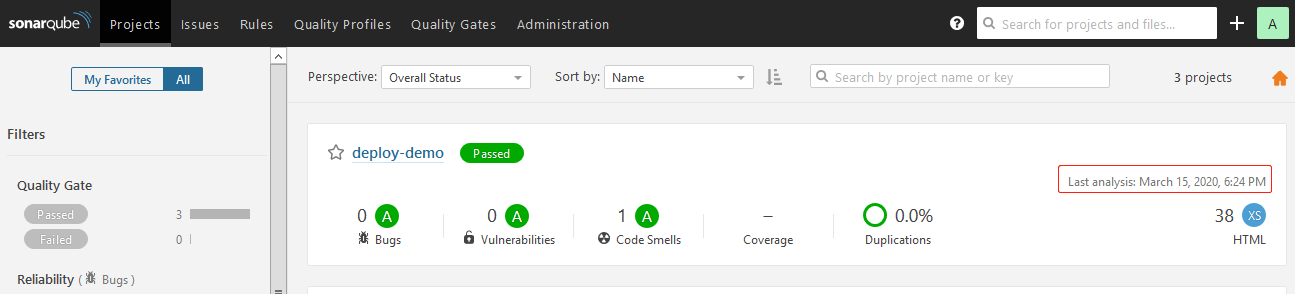 sonarqube Projects Issues Rules Quality Profiles Quality Gates Administration ? Search for projects and files... + A
My Favorites All
Perspective: Overall Status Sort by: Name Search by project name or key 3 projects
Filters
deploy-demo Passed
Last analysis: March 15, 2020, 6:24 PM
Quality Gate
Passed 3
Failed 0
0 A 0 A 1 A – 0.0% 38 XS
Bugs Vulnerabilities Code Smells Coverage Duplications HTML
Reliability ( Bugs )